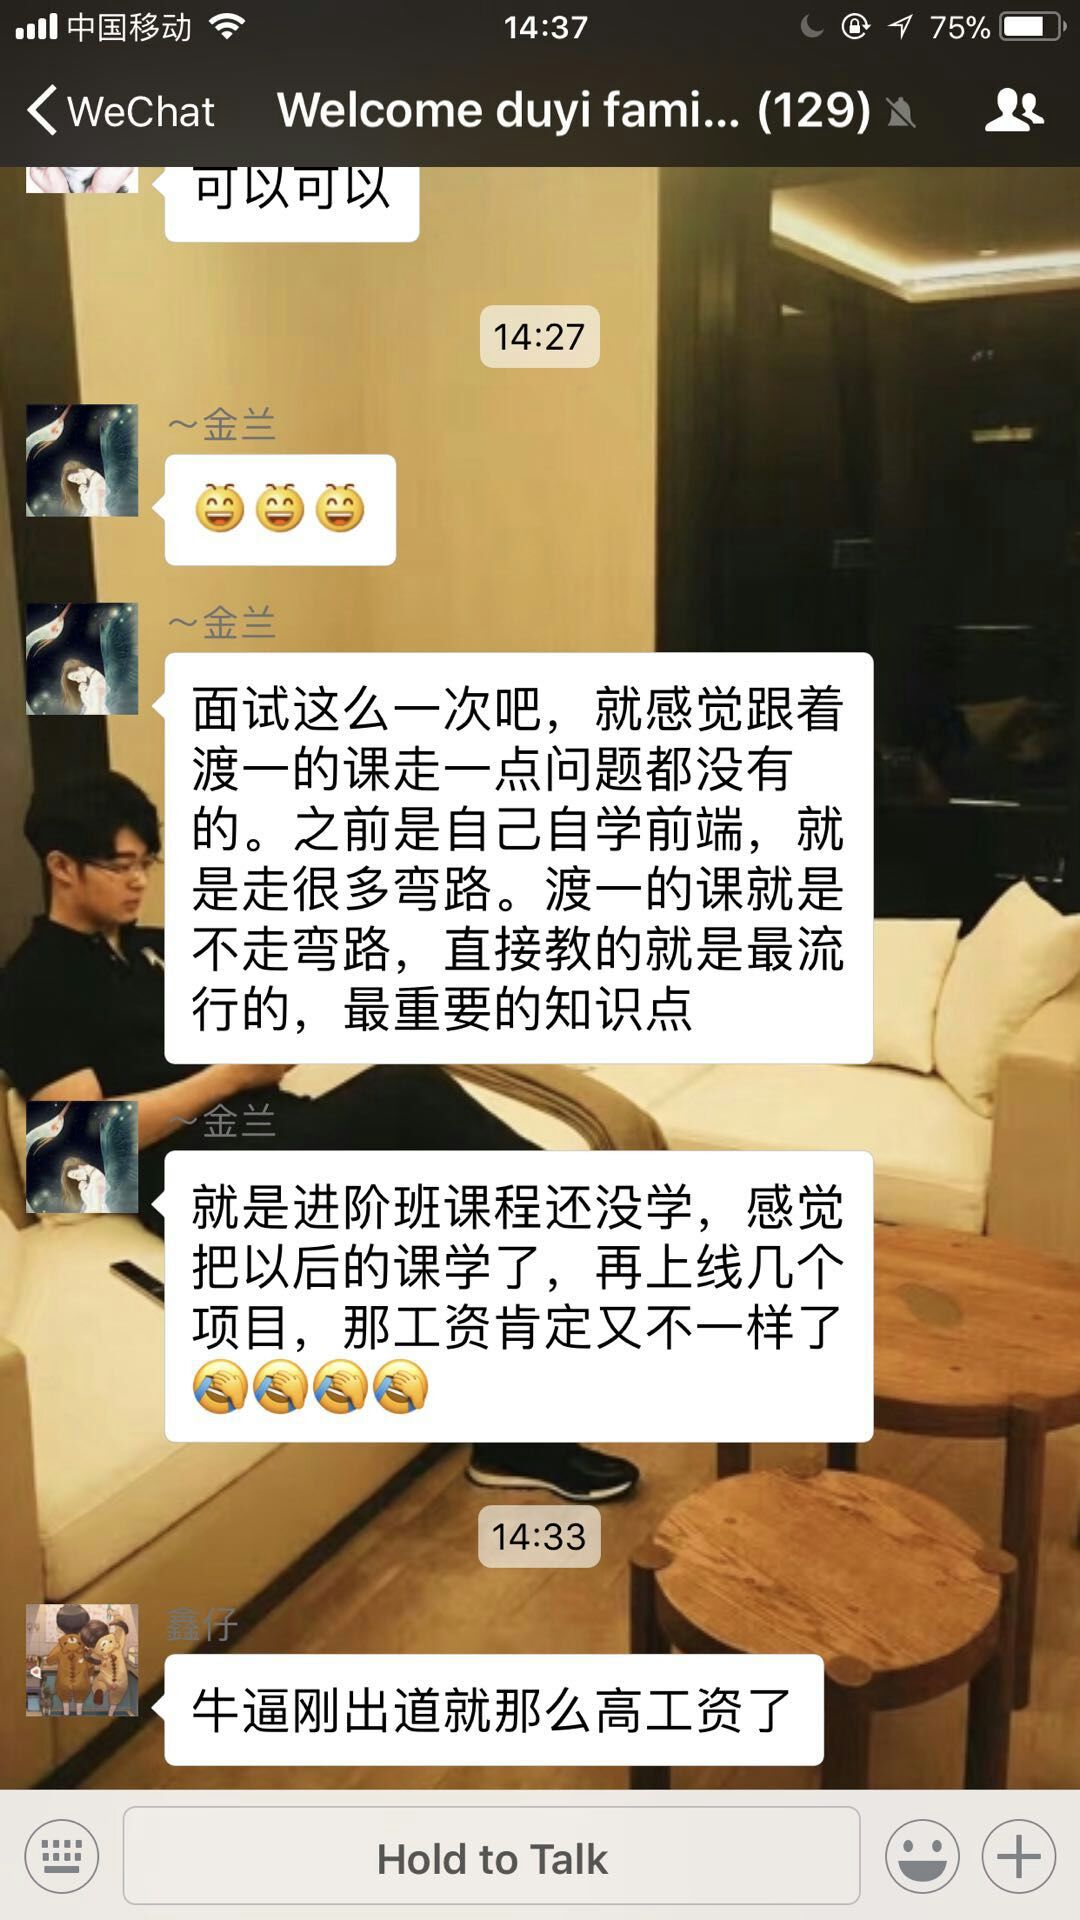 中国移动
14:37
75%
WeChat
Welcome duyi fami... (129)
可以可以
14:27
～金兰
～金兰
面试这么一次吧，就感觉跟着
渡一的课走一点问题都没有
的。之前是自己自学前端，就
是走很多弯路。渡一的课就是
不走弯路，直接教的就是最流
行的，最重要的知识点
～金兰
就是进阶班课程还没学，感觉
把以后的课学了，再上线几个
项目，那工资肯定又不一样了
14:33
鑫仔
牛逼刚出道就那么高工资了
Hold to Talk